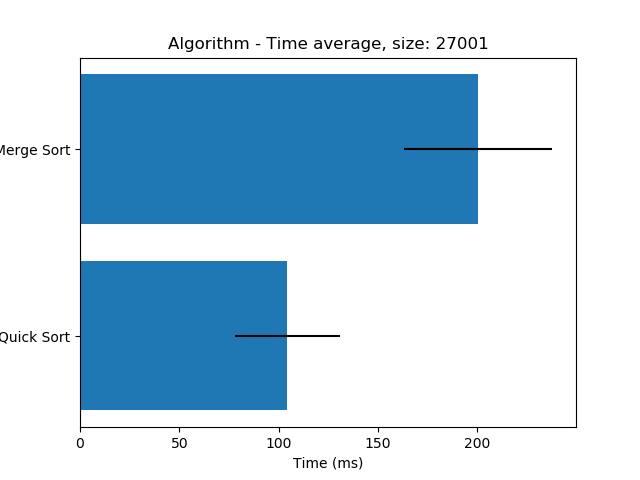 Algorithm - Time average, size: 27001
Merge Sort
Quick Sort
0 50 100 150 200
Time (ms)